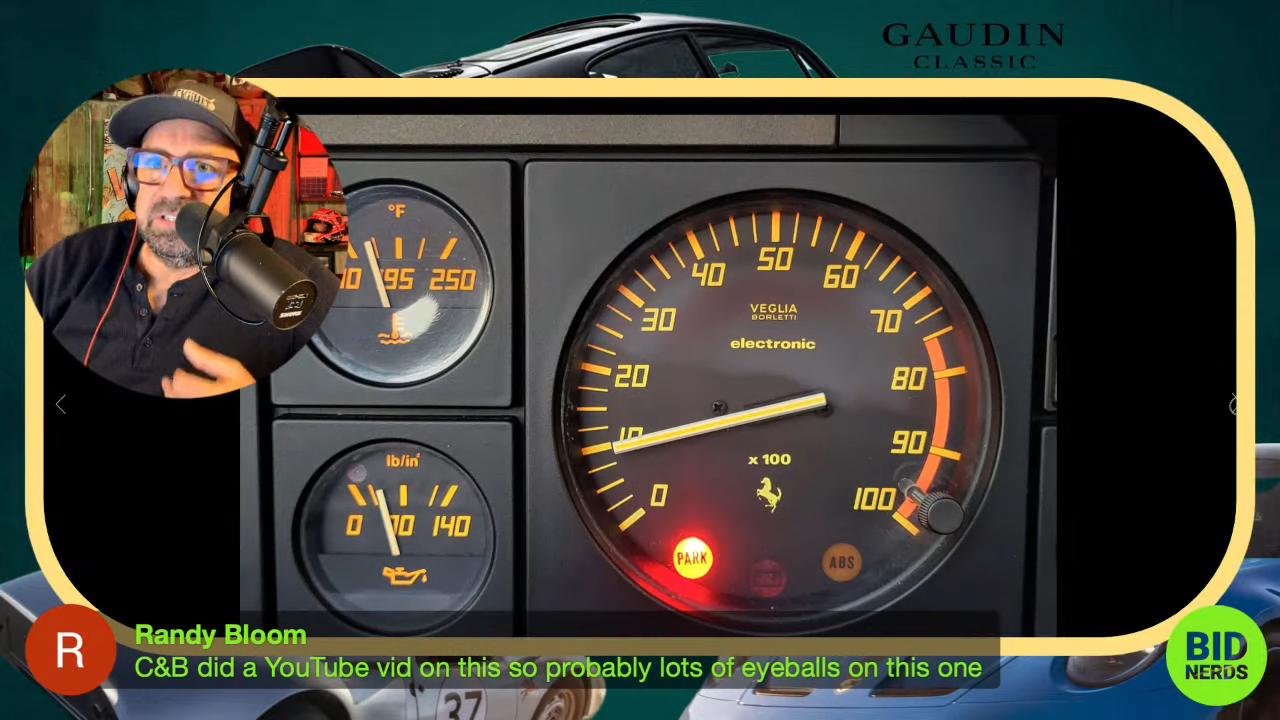 GAUDIN
CLASSIC
°F
195 250
lb/in²
0 140
0
10
20
30
40
50
60
70
80
90
100
VEGLIA
BORLETTI
electronic
x 100
PARK
ABS
SHURE
37
R
Randy Bloom
C&B did a YouTube vid on this so probably lots of eyeballs on this one
BID
NERDS